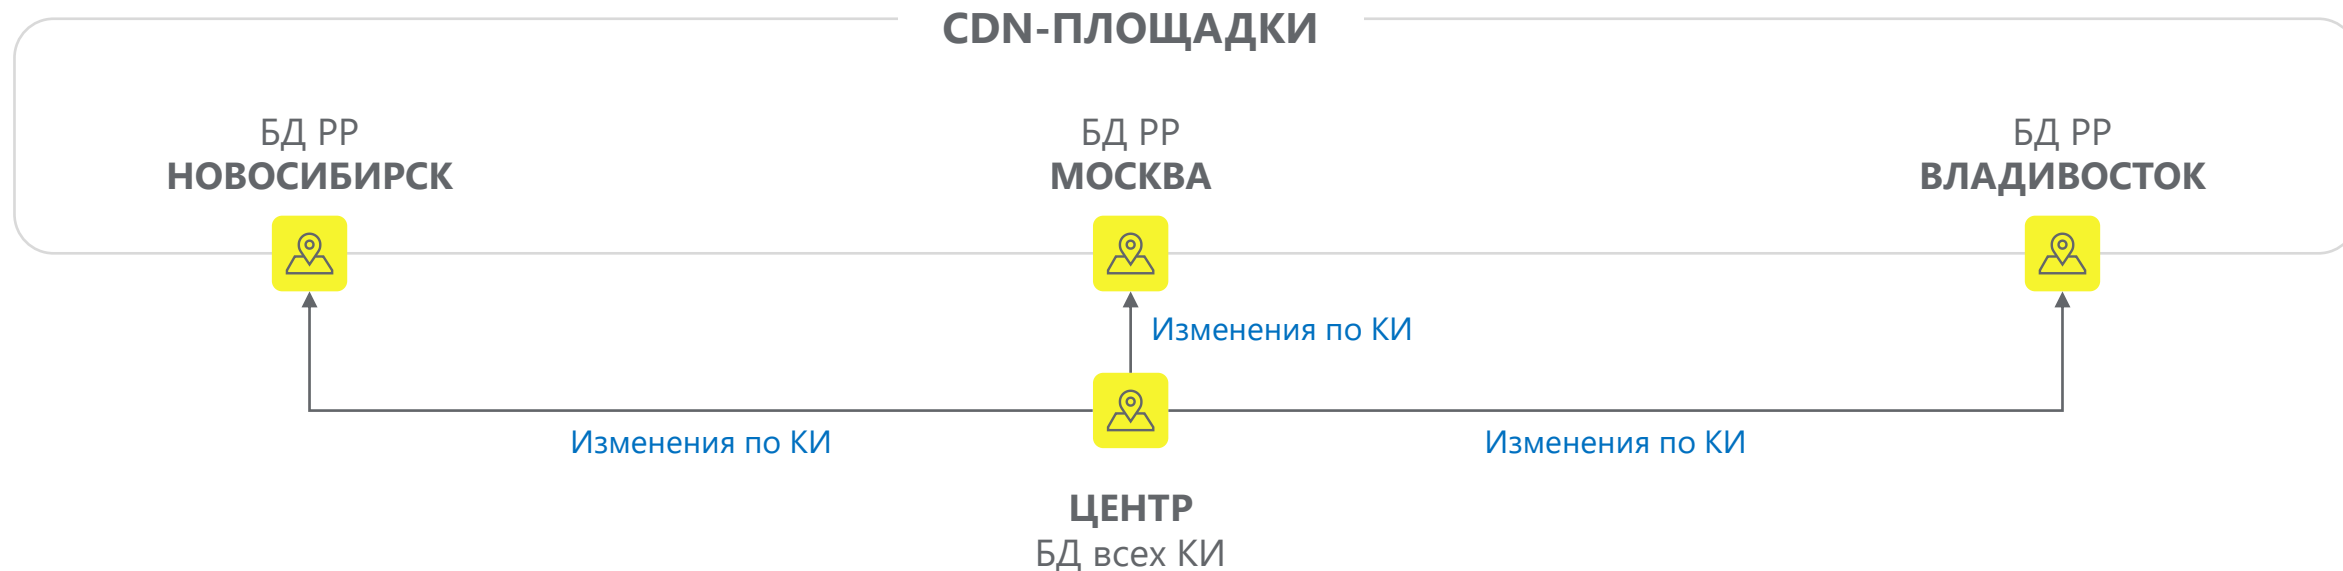 CDN-ПЛОЩАДКИ
БД РР
НОВОСИБИРСК
БД РР
МОСКВА
БД РР
ВЛАДИВОСТОК
Изменения по КИ
Изменения по КИ
Изменения по КИ
ЦЕНТР
БД всех КИ